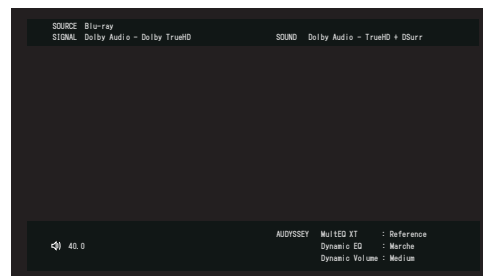 SOURCE Blu-ray
SIGNAL Dolby Audio - Dolby TrueHD SOUND Dolby Audio - TrueHD + DSurr
AUDYSSEY MultEQ XT : Reference
40.0 Dynamic EQ : Marche
Dynamic Volume : Medium